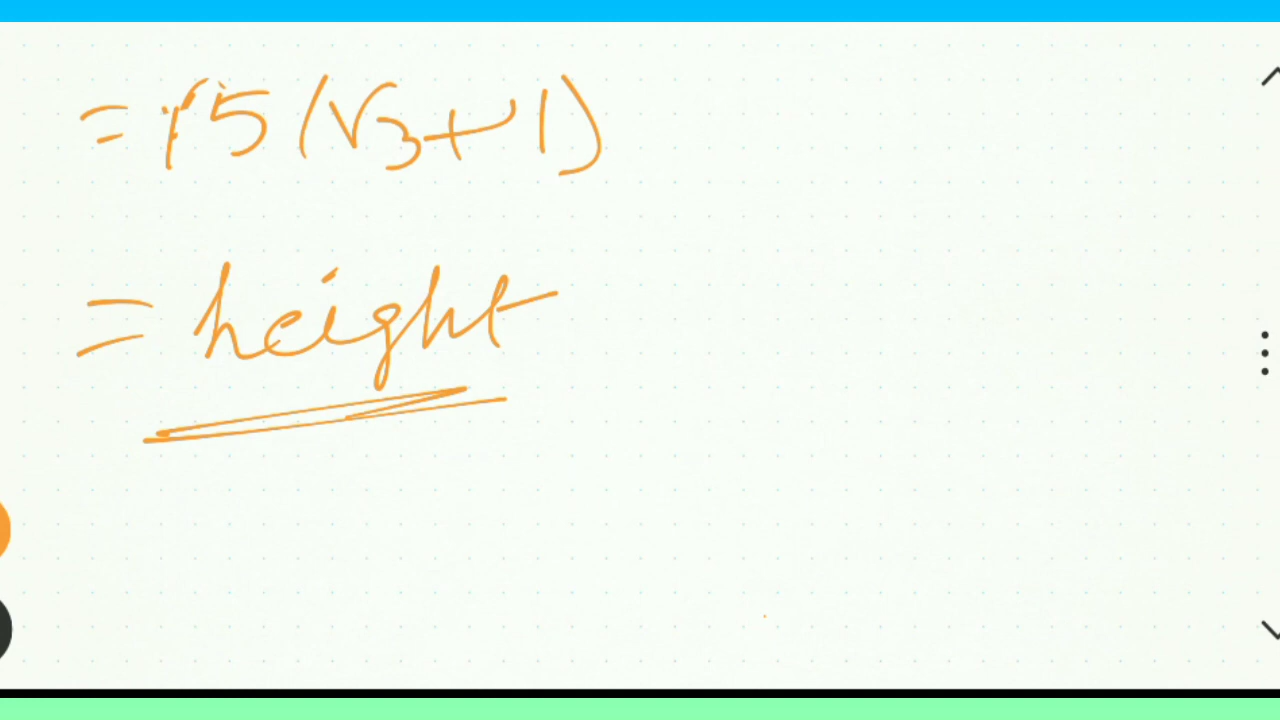 = 15 (√3+1)
= height